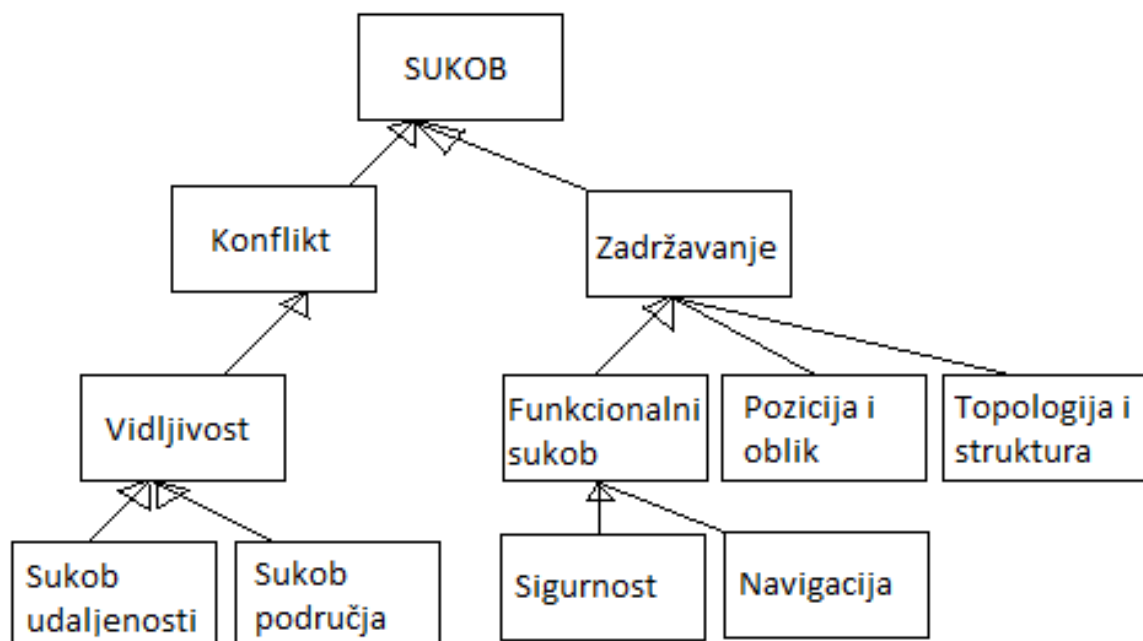 SUKOB
Konflikt
Zadržavanje
Vidljivost
Funkcionalni
sukob
Pozicija i
oblik
Topologija i
struktura
Sukob
udaljenosti
Sukob
područja
Sigurnost
Navigacija